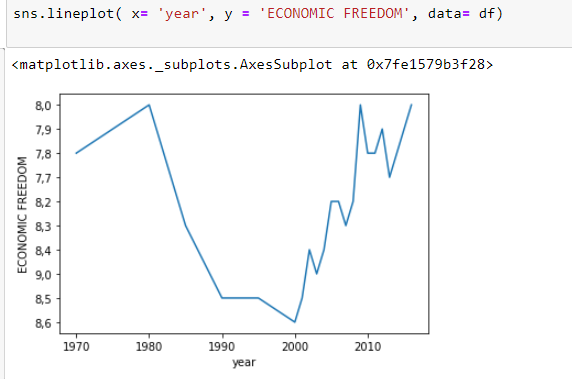 sns.lineplot( x= 'year', y = 'ECONOMIC FREEDOM', data= df)
<matplotlib.axes._subplots.AxesSubplot at 0x7fe1579b3f28>
8,0
7,9
7,8
7,7
8,2
8,3
8,4
9,0
8,5
8,6
ECONOMIC FREEDOM
1970 1980 1990 2000 2010
year